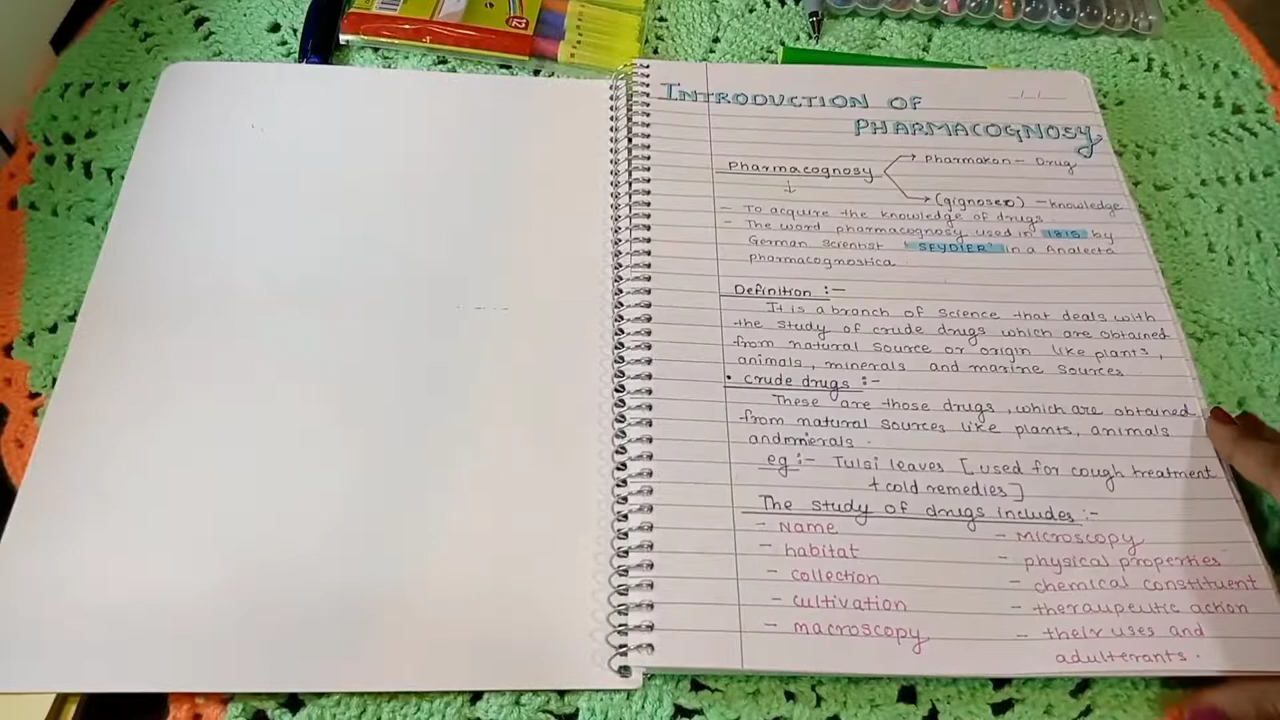 INTRODUCTION OF
PHARMACOGNOSY
Pharmacognosy
Pharmakon - Drug
(gignosco) - knowledge
- To acquire the knowledge of drugs.
- The word pharmacognosy used in 1815 by
German Scientist 'SEYDLER' in a Analecta
pharmacognostica
Definition :-
It is a branch of science that deals with
the study of crude drugs which are obtained
from natural source or origin like plants,
animals, minerals and marine sources
• Crude drugs :-
These are those drugs, which are obtained
from natural sources like plants, animals
and minerals.
eg :- Tulsi leaves [used for cough treatment
+ cold remedies]
The study of drugs includes :-
- Name
- habitat
- collection
- cultivation
- macroscopy
- Microscopy
- physical properties
- chemical constituent
- theraupeutic action
- their uses and
adulterants.
12